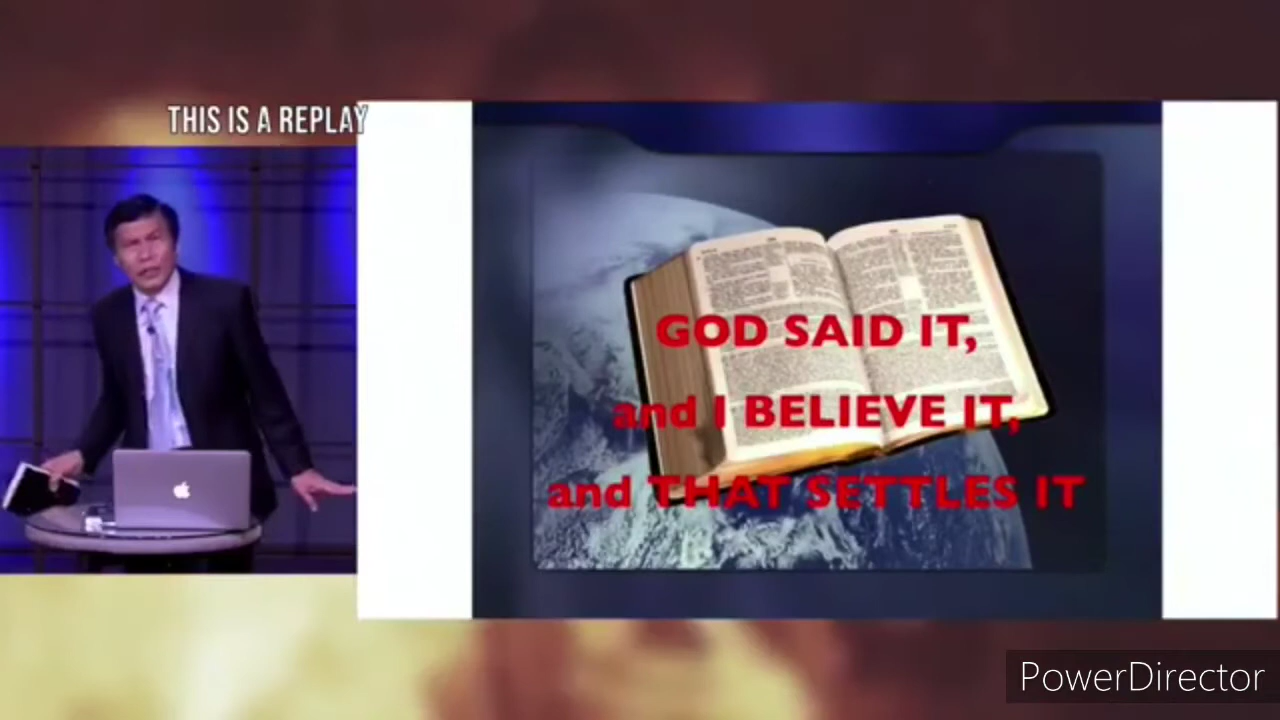 THIS IS A REPLAY
GOD SAID IT,
and I BELIEVE IT,
and THAT SETTLES IT
PowerDirector